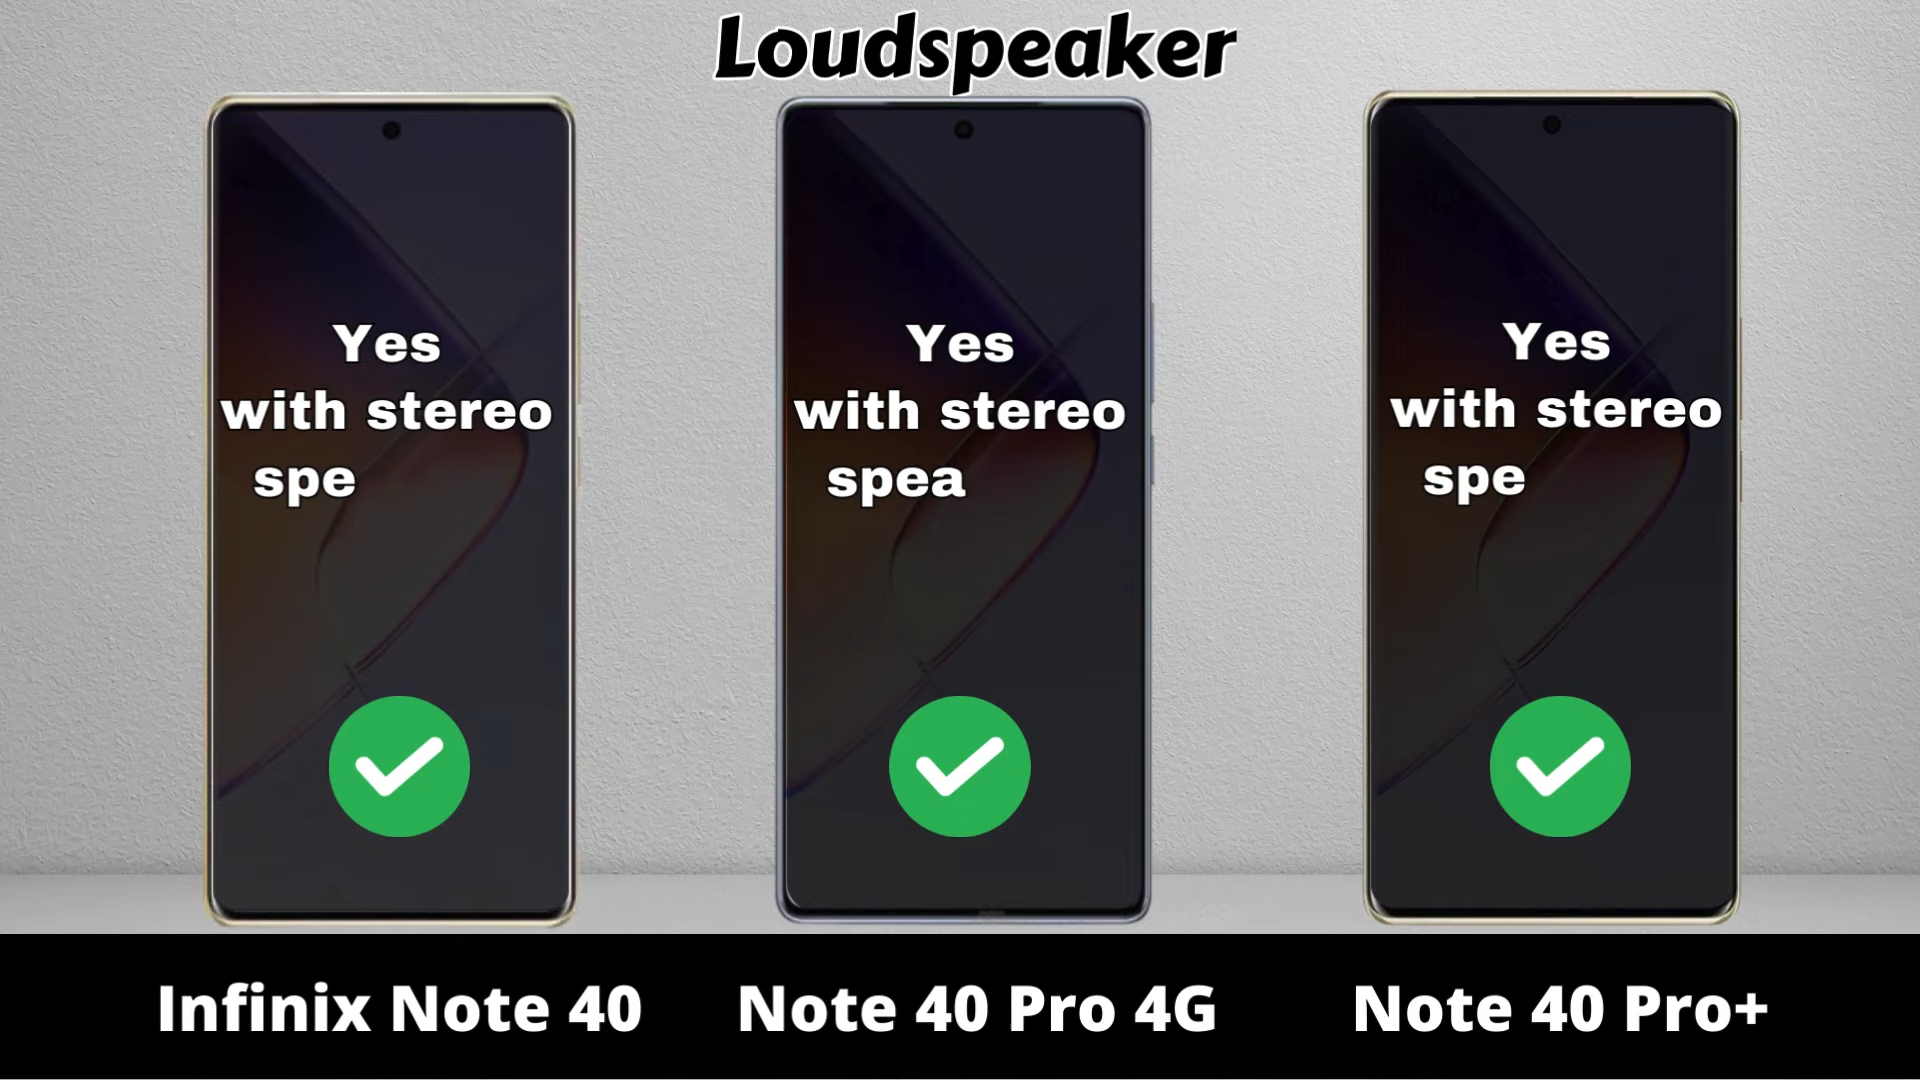 Loudspeaker
Yes
with stereo
spe
Yes
with stereo
spea
Yes
with stereo
spe
Infinix Note 40
Note 40 Pro 4G
Note 40 Pro+